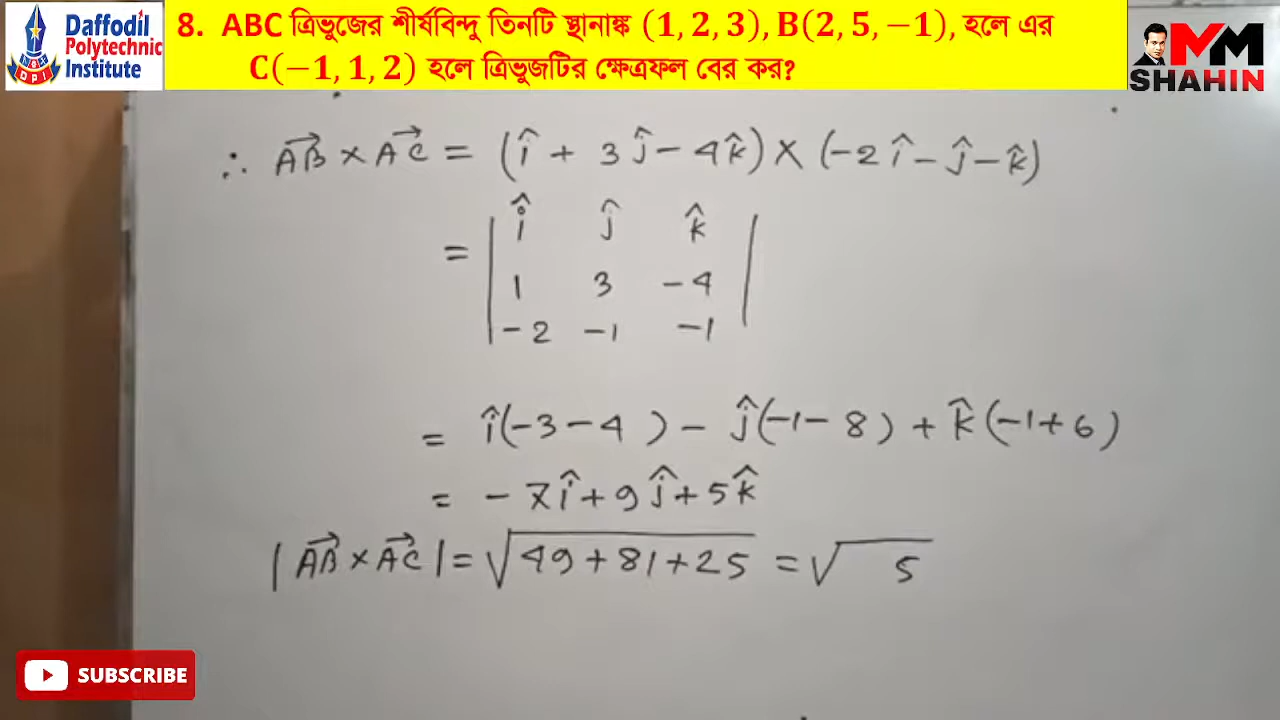 Daffodil
Polytechnic
Institute
DPI
8. ABC ত্রিভুজের শীর্ষবিন্দু তিনটি স্থানাঙ্ক (1, 2, 3), B(2, 5, −1), হলে এর
C(−1, 1, 2) হলে ত্রিভুজটির ক্ষেত্রফল বের কর?
MM
SHAHIN
∴ AB⃗ × AC⃗ = (î + 3ĵ − 4k̂) × (−2î − ĵ − k̂)
= | î ĵ k̂ |
1 3 −4
−2 −1 −1
= î(−3−4) − ĵ(−1−8) + k̂(−1+6)
= −7î + 9ĵ + 5k̂
|AB⃗ × AC⃗| = √49+81+25 = √ 5
SUBSCRIBE